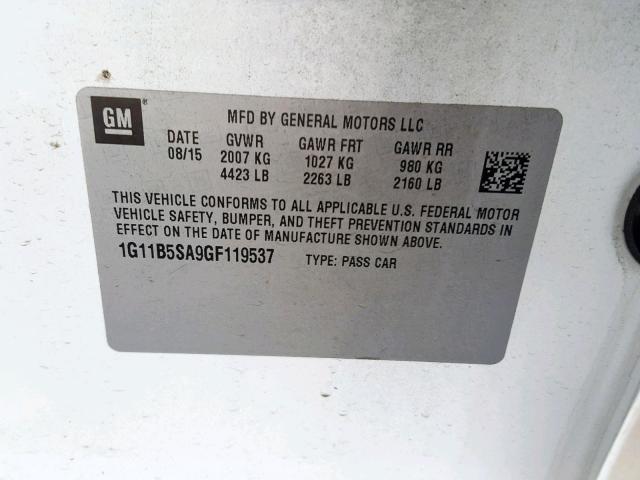 GM®
MFD BY GENERAL MOTORS LLC
DATE GVWR GAWR FRT GAWR RR
08/15 2007 KG 1027 KG 980 KG
4423 LB 2263 LB 2160 LB
THIS VEHICLE CONFORMS TO ALL APPLICABLE U.S. FEDERAL MOTOR
VEHICLE SAFETY, BUMPER, AND THEFT PREVENTION STANDARDS IN
EFFECT ON THE DATE OF MANUFACTURE SHOWN ABOVE.
1G11B5SA9GF119537 TYPE: PASS CAR